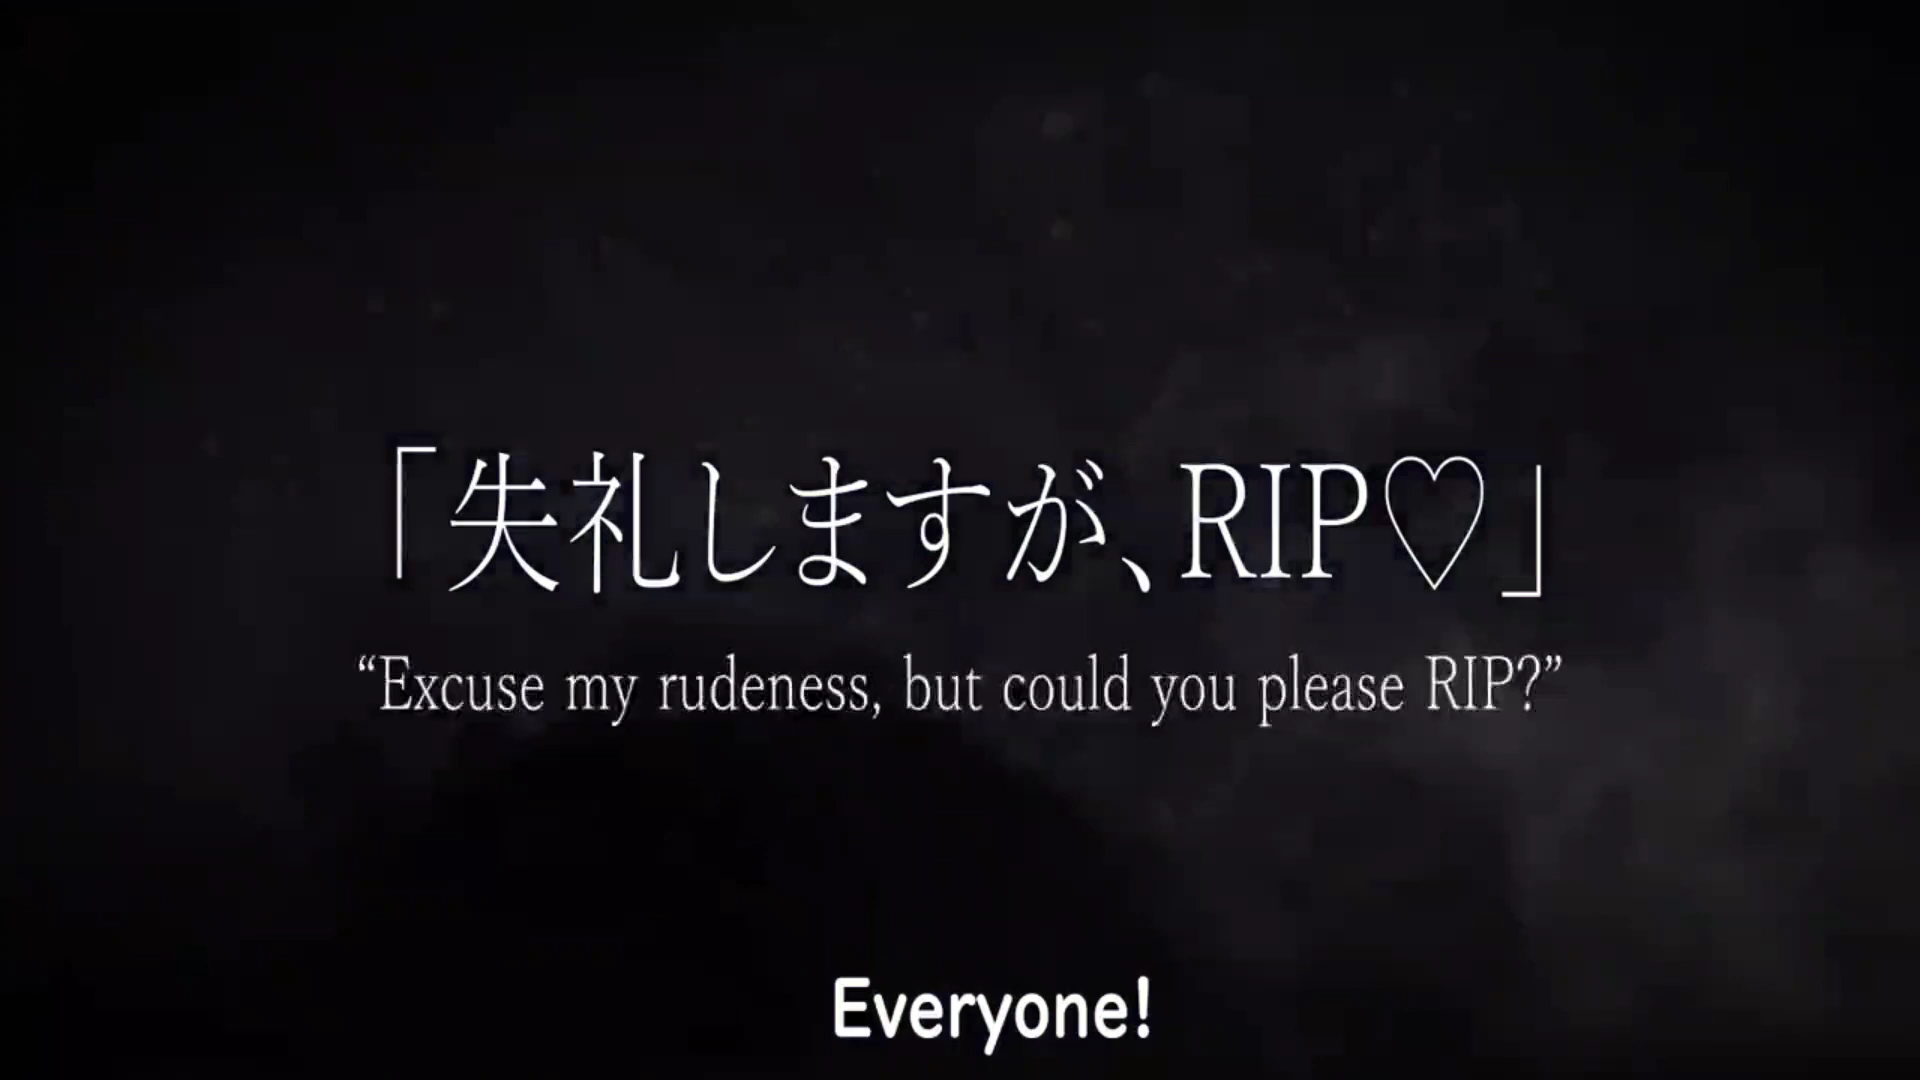 「失礼しますが、RIP♡」
“Excuse my rudeness, but could you please RIP?”
Everyone!